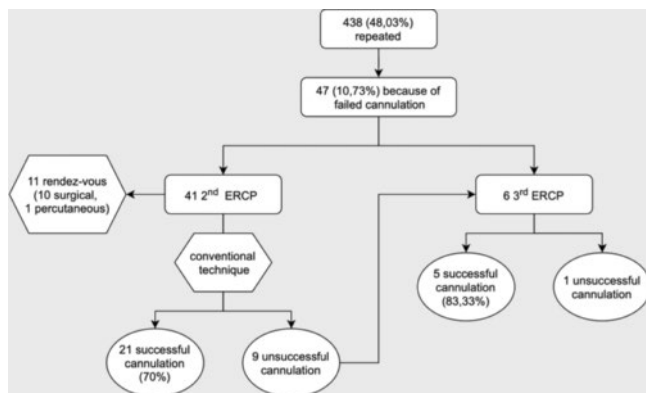 438 (48,03%)
repeated
47 (10,73%) because of
failed cannulation
11 rendez-vous
(10 surgical,
1 percutaneous)
41 2nd ERCP
6 3rd ERCP
conventional
technique
5 successful
cannulation
(83,33%)
1 unsuccessful
cannulation
21 successful
cannulation
(70%)
9 unsuccessful
cannulation